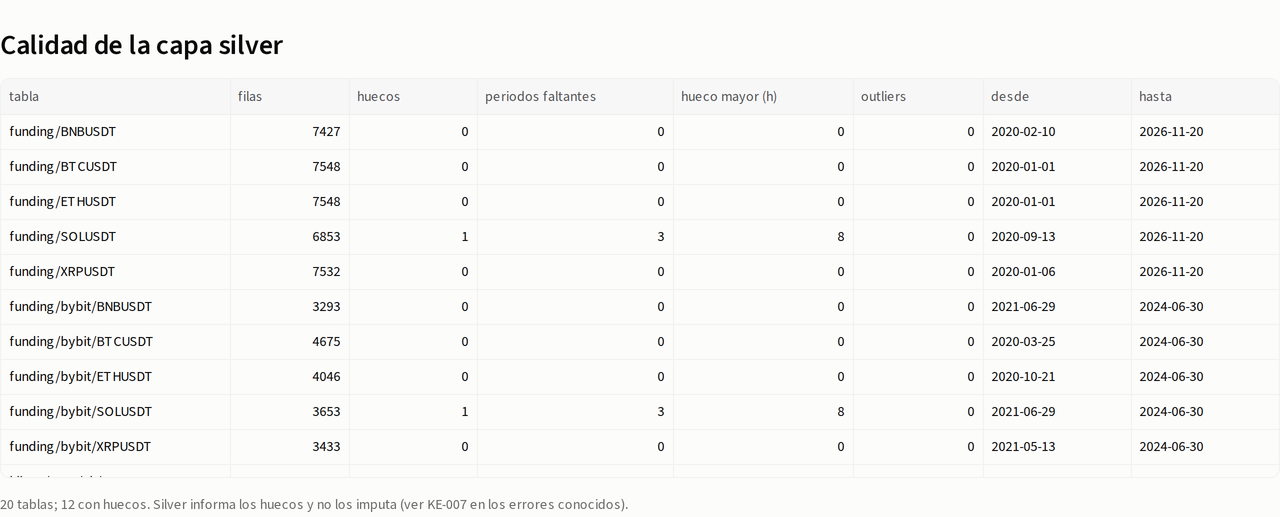 Calidad de la capa silver
tabla filas huecos periodos faltantes hueco mayor (h) outliers desde hasta
funding/BNBUSDT 7427 0 0 0 0 2020-02-10 2026-11-20
funding/BTCUSDT 7548 0 0 0 0 2020-01-01 2026-11-20
funding/ETHUSDT 7548 0 0 0 0 2020-01-01 2026-11-20
funding/SOLUSDT 6853 1 3 8 0 2020-09-13 2026-11-20
funding/XRPUSDT 7532 0 0 0 0 2020-01-06 2026-11-20
funding/bybit/BNBUSDT 3293 0 0 0 0 2021-06-29 2024-06-30
funding/bybit/BTCUSDT 4675 0 0 0 0 2020-03-25 2024-06-30
funding/bybit/ETHUSDT 4046 0 0 0 0 2020-10-21 2024-06-30
funding/bybit/SOLUSDT 3653 1 3 8 0 2021-06-29 2024-06-30
funding/bybit/XRPUSDT 3433 0 0 0 0 2021-05-13 2024-06-30
20 tablas; 12 con huecos. Silver informa los huecos y no los imputa (ver KE-007 en los errores conocidos).